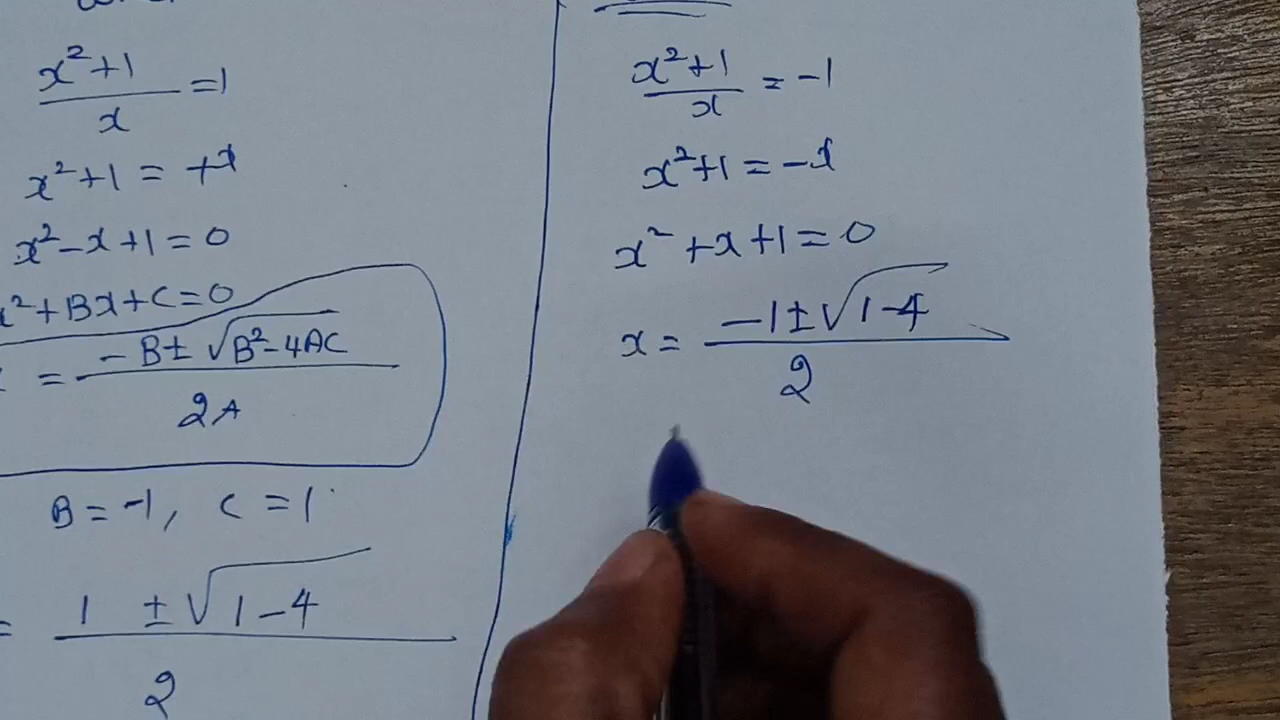 x²+1/x = 1
x²+1 = +x
x²-x+1=0
x²+Bx+C=0
= -B± √B²-4AC / 2A
B = -1, C = 1
= 1 ±√1-4 / 2
x²+1/x = -1
x²+1 = -x
x²+x+1=0
x = -1±√1-4 / 2